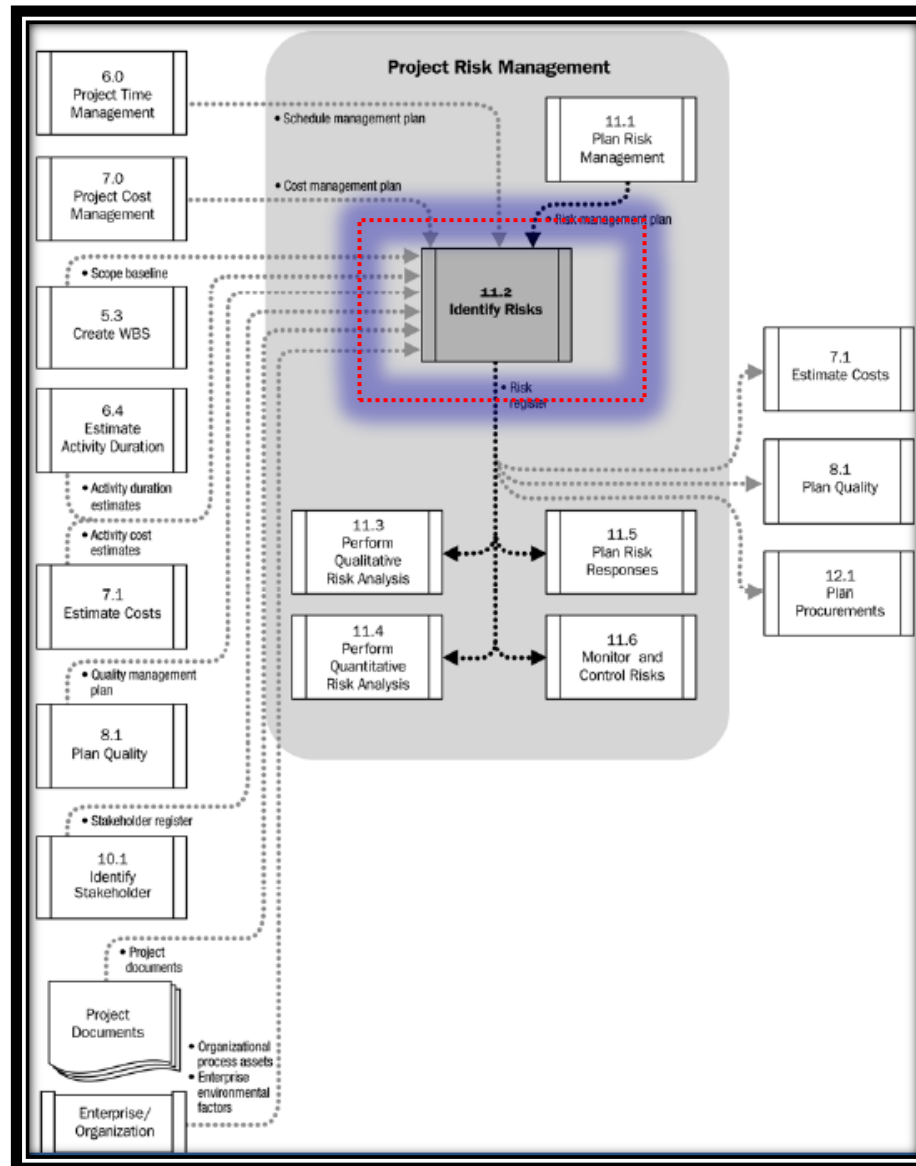 Project Risk Management
6.0
Project Time
Management
• Schedule management plan
11.1
Plan Risk
Management
7.0
Project Cost
Management
• Cost management plan
• Risk management plan
• Scope baseline
5.3
Create WBS
11.2
Identify Risks
7.1
Estimate Costs
• Risk
register
6.4
Estimate
Activity Duration
8.1
Plan Quality
• Activity duration
estimates
• Activity cost
estimates
11.3
Perform
Qualitative
Risk Analysis
11.5
Plan Risk
Responses
12.1
Plan
Procurements
7.1
Estimate Costs
11.4
Perform
Quantitative
Risk Analysis
11.6
Monitor and
Control Risks
• Quality management
plan
8.1
Plan Quality
• Stakeholder register
10.1
Identify
Stakeholder
• Project
documents
Project
Documents
• Organizational
process assets
• Enterprise
environmental
factors
Enterprise/
Organization